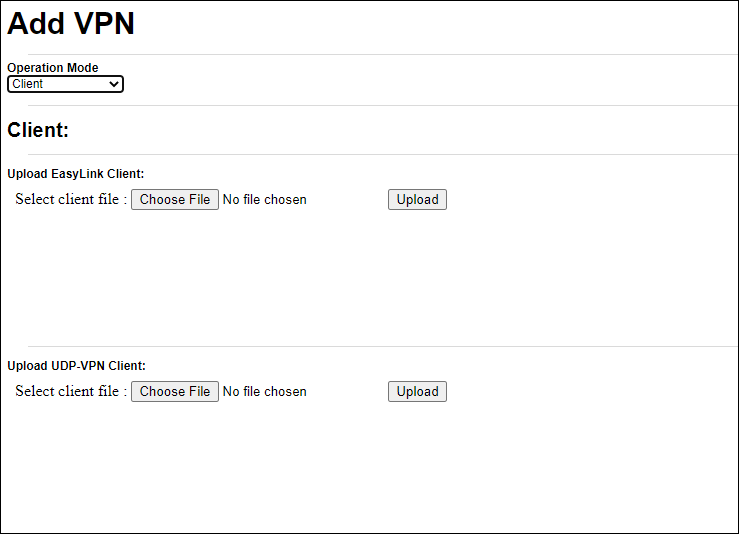 Add VPN
Operation Mode
Client
Client:
Upload EasyLink Client:
Select client file : Choose File No file chosen Upload
Upload UDP-VPN Client:
Select client file : Choose File No file chosen Upload